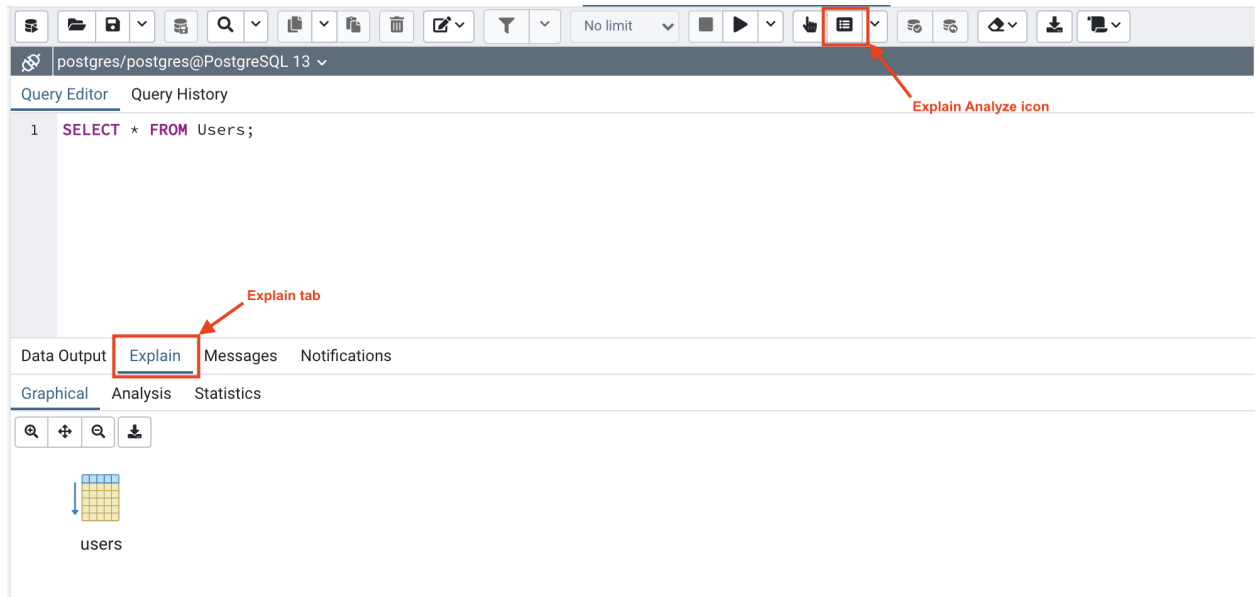 No limit
postgres/postgres@PostgreSQL 13
Query Editor Query History
Explain Analyze icon
1 SELECT * FROM Users;
Explain tab
Data Output Explain Messages Notifications
Graphical Analysis Statistics
users